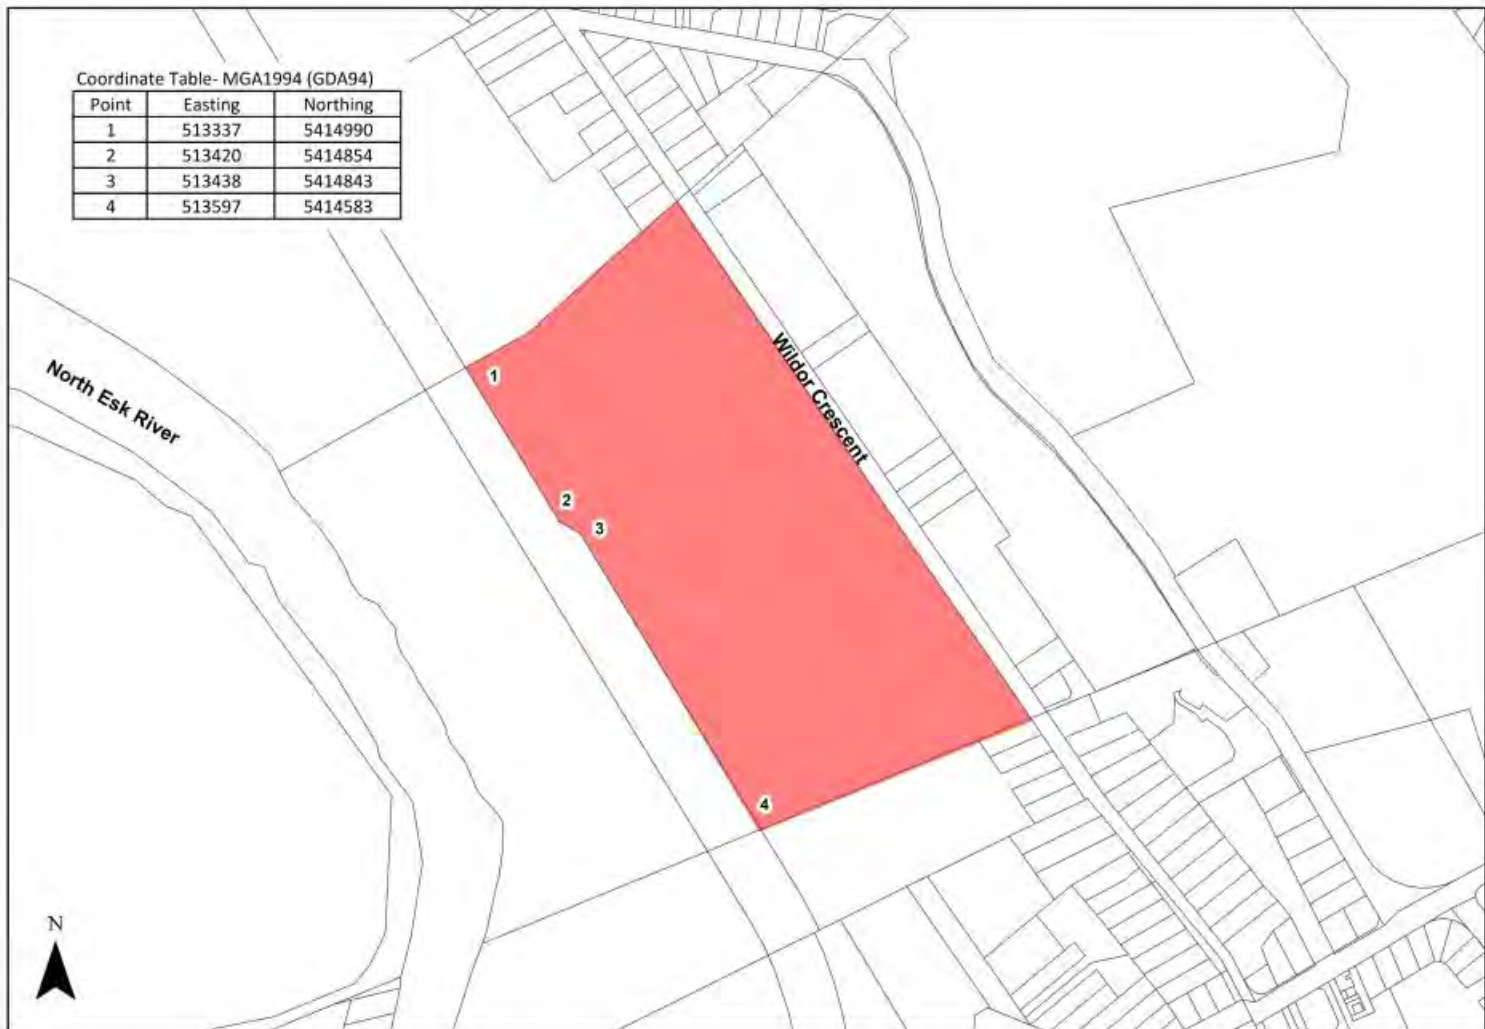 Coordinate Table- MGA1994 (GDA94)
Point Easting Northing
1 513337 5414990
2 513420 5414854
3 513438 5414843
4 513597 5414583
North Esk River
Wildor Crescent
1
2
3
4
N